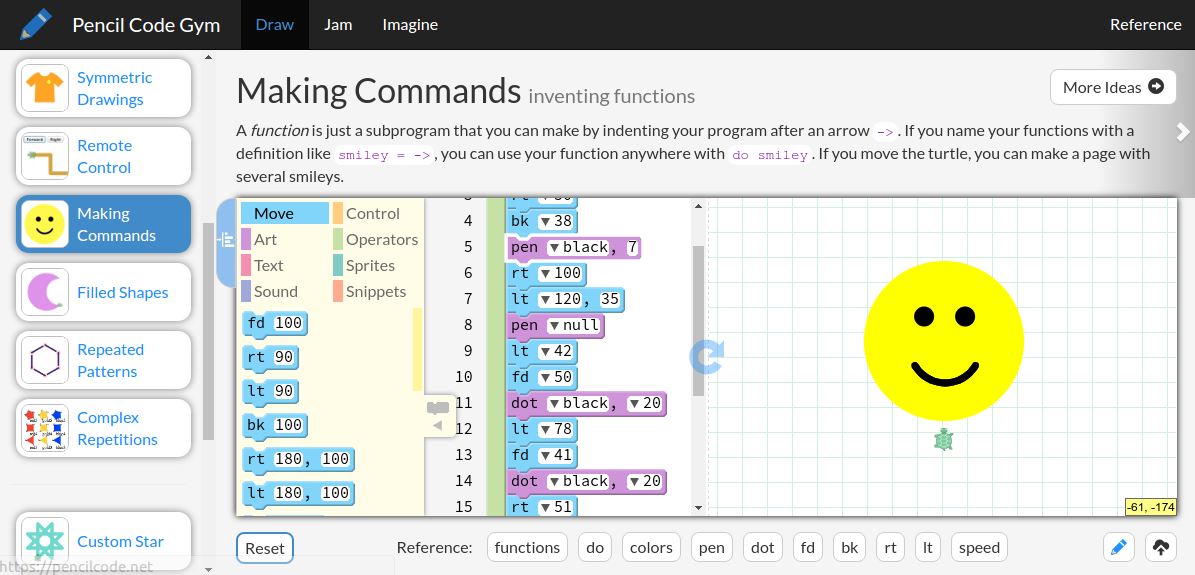 Pencil Code Gym
Draw
Jam
Imagine
Reference
Symmetric
Drawings
Remote
Control
Making
Commands
Filled Shapes
Repeated
Patterns
Complex
Repetitions
Custom Star
https://pencilcode.net
Making Commands inventing functions
More Ideas
A function is just a subprogram that you can make by indenting your program after an arrow -> . If you name your functions with a
definition like smiley = -> , you can use your function anywhere with do smiley . If you move the turtle, you can make a page with
several smileys.
Move
Control
Art
Operators
Text
Sprites
Sound
Snippets
fd 100
rt 90
lt 90
bk 100
rt 180, 100
lt 180, 100
4 bk ▼38
5 pen ▼black, 7
6 rt ▼100
7 lt ▼120, 35
8 pen ▼null
9 lt ▼42
10 fd ▼50
11 dot ▼black, ▼20
12 lt ▼78
13 fd ▼41
14 dot ▼black, ▼20
15 rt ▼51
-61, -174
Reset
Reference:
functions
do
colors
pen
dot
fd
bk
rt
lt
speed